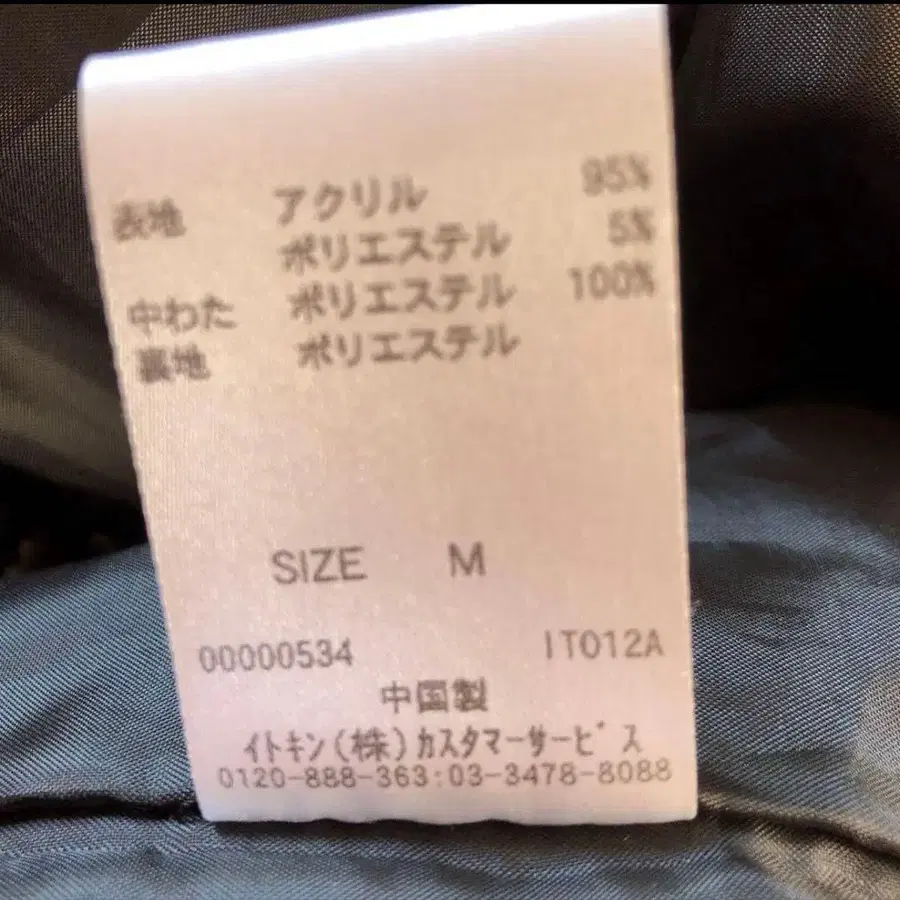 表地 アクリル 95%
ポリエステル 5%
中わた ポリエステル 100%
裏地 ポリエステル
SIZE M
00000534 IT012A
中国製
イトキン(株)カスタマーサービス
0120-888-363:03-3478-8088